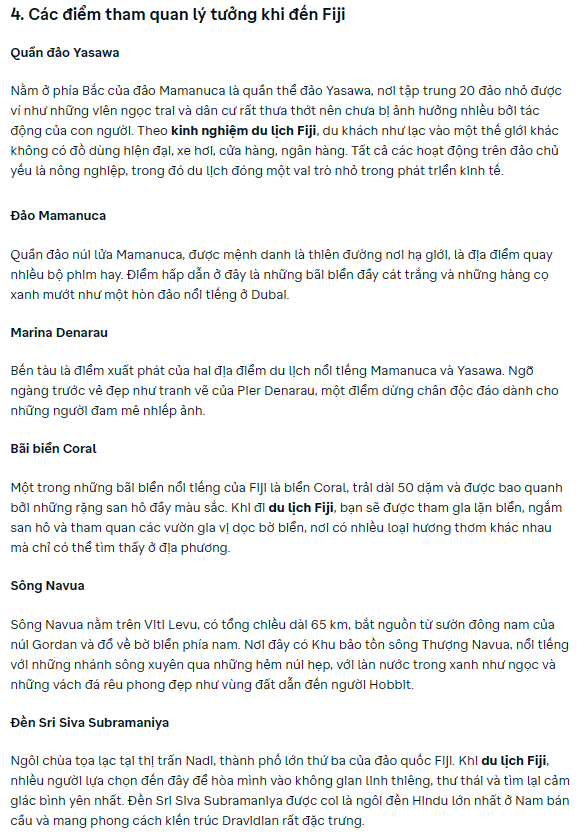 4. Các điểm tham quan lý tưởng khi đến Fiji
Quần đảo Yasawa
Nằm ở phía Bắc của đảo Mamanuca là quần thể đảo Yasawa, nơi tập trung 20 đảo nhỏ được
ví như những viên ngọc trai và dân cư rất thưa thớt nên chưa bị ảnh hưởng nhiều bởi tác
động của con người. Theo kinh nghiệm du lịch Fiji, du khách như lạc vào một thế giới khác
không có đồ dùng hiện đại, xe hơi, cửa hàng, ngân hàng. Tất cả các hoạt động trên đảo chủ
yếu là nông nghiệp, trong đó du lịch đóng một vai trò nhỏ trong phát triển kinh tế.
Đảo Mamanuca
Quần đảo núi lửa Mamanuca, được mệnh danh là thiên đường nơi hạ giới, là địa điểm quay
nhiều bộ phim hay. Điểm hấp dẫn ở đây là những bãi biển đầy cát trắng và những hàng cọ
xanh mướt như một hòn đảo nổi tiếng ở Dubai.
Marina Denarau
Bến tàu là điểm xuất phát của hai địa điểm du lịch nổi tiếng Mamanuca và Yasawa. Ngỡ
ngàng trước vẻ đẹp như tranh vẽ của Pier Denarau, một điểm dừng chân độc đáo dành cho
những người đam mê nhiếp ảnh.
Bãi biển Coral
Một trong những bãi biển nổi tiếng của Fiji là biển Coral, trải dài 50 dặm và được bao quanh
bởi những rặng san hô đầy màu sắc. Khi đi du lịch Fiji, bạn sẽ được tham gia lặn biển, ngắm
san hô và tham quan các vườn gia vị dọc bờ biển, nơi có nhiều loại hương thơm khác nhau
mà chỉ có thể tìm thấy ở địa phương.
Sông Navua
Sông Navua nằm trên Viti Levu, có tổng chiều dài 65 km, bắt nguồn từ sườn đông nam của
núi Gordan và đổ về bờ biển phía nam. Nơi đây có Khu bảo tồn sông Thượng Navua, nổi tiếng
với những nhánh sông xuyên qua những hẻm núi hẹp, với làn nước trong xanh như ngọc và
những vách đá rêu phong đẹp như vùng đất dẫn đến người Hobbit.
Đền Sri Siva Subramaniya
Ngôi chùa tọa lạc tại thị trấn Nadi, thành phố lớn thứ ba của đảo quốc Fiji. Khi du lịch Fiji,
nhiều người lựa chọn đến đây để hòa mình vào không gian linh thiêng, thư thái và tìm lại cảm
giác bình yên nhất. Đền Sri Siva Subramaniya được coi là ngôi đền Hindu lớn nhất ở Nam bán
cầu và mang phong cách kiến trúc Dravidian rất đặc trưng.